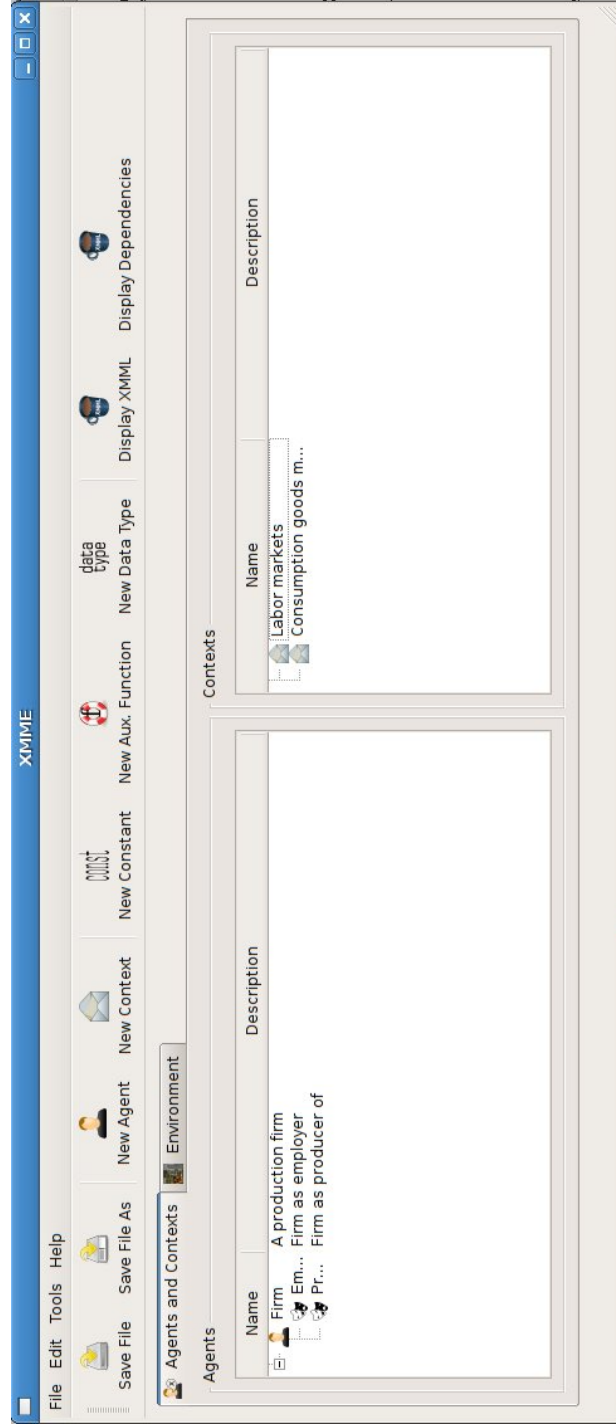 XMME
File Edit Tools Help
Save File Save File As New Agent New Context const New Constant f New Aux. Function data type New Data Type Display XMML Display Dependencies
Agents and Contexts Environment
Agents
Name Description
Firm A production firm
Em... Firm as employer
Pr... Firm as producer of
Contexts
Name Description
Labor markets
Consumption goods m...